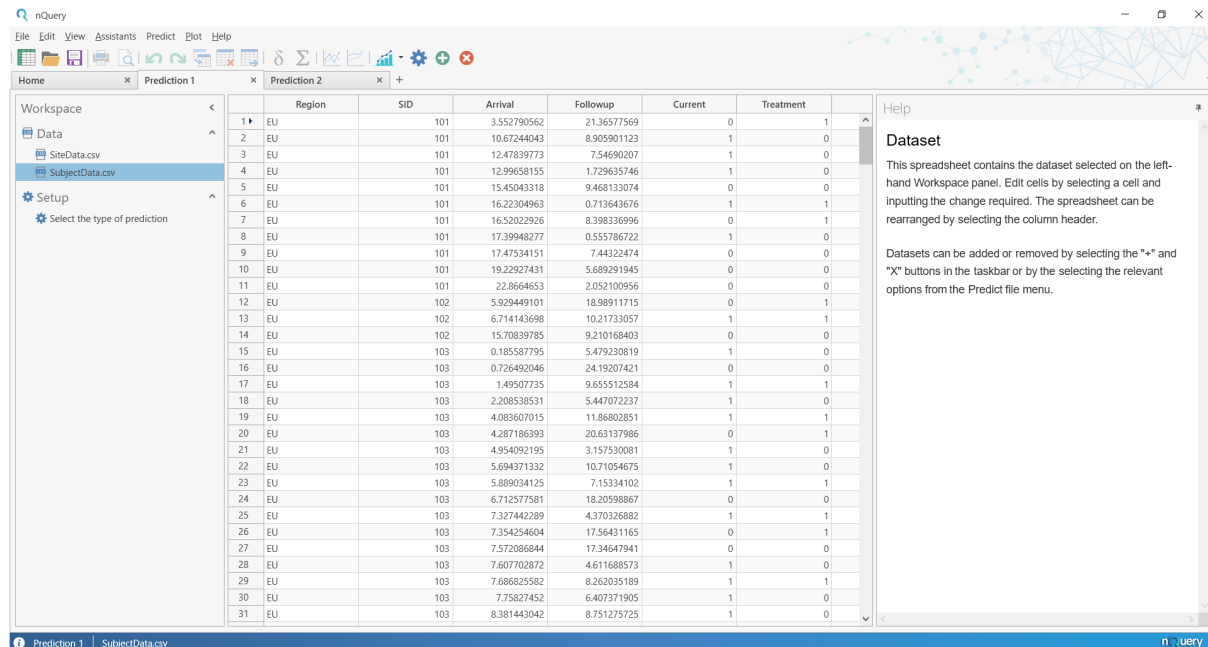 nQuery
File Edit View Assistants Predict Plot Help
Home Prediction 1 Prediction 2
Workspace
Data
SiteData.csv
SubjectData.csv
Setup
Select the type of prediction
Region SID Arrival Followup Current Treatment
1 EU 101 3.552790562 21.36577569 0 1
2 EU 101 10.67244043 8.905901123 1 0
3 EU 101 12.47839773 7.54690207 1 0
4 EU 101 12.99658155 1.729635746 1 0
5 EU 101 15.45043318 9.468133074 0 0
6 EU 101 16.22304963 0.713643676 1 1
7 EU 101 16.52022926 8.398336996 0 1
8 EU 101 17.39948277 0.555786722 1 0
9 EU 101 17.47534151 7.44322474 0 0
10 EU 101 19.22927431 5.689291945 0 0
11 EU 101 22.8664653 2.052100956 0 0
12 EU 102 5.929449101 18.98911715 0 1
13 EU 102 6.714143698 10.21733057 1 1
14 EU 102 15.70839785 9.210168403 0 0
15 EU 103 0.185587795 5.479230819 1 0
16 EU 103 0.726492046 24.19207421 0 0
17 EU 103 1.49507735 9.655512584 1 1
18 EU 103 2.208538531 5.447072237 1 0
19 EU 103 4.083607015 11.86802851 1 1
20 EU 103 4.287186393 20.63137986 0 1
21 EU 103 4.954092195 3.157530081 1 0
22 EU 103 5.694371332 10.71054675 1 0
23 EU 103 5.889034125 7.15334102 1 1
24 EU 103 6.712577581 18.20598867 0 0
25 EU 103 7.327442289 4.370326882 1 1
26 EU 103 7.354254604 17.56431165 0 1
27 EU 103 7.572086844 17.34647941 0 0
28 EU 103 7.607702872 4.611688573 1 0
29 EU 103 7.686825582 8.262035189 1 1
30 EU 103 7.75827452 6.407371905 1 0
31 EU 103 8.381443042 8.751275725 1 0
Help
Dataset
This spreadsheet contains the dataset selected on the left-
hand Workspace panel. Edit cells by selecting a cell and
inputting the change required. The spreadsheet can be
rearranged by selecting the column header.
Datasets can be added or removed by selecting the "+" and
"X" buttons in the taskbar or by the selecting the relevant
options from the Predict file menu.
Prediction 1 SubjectData.csv
nQuery